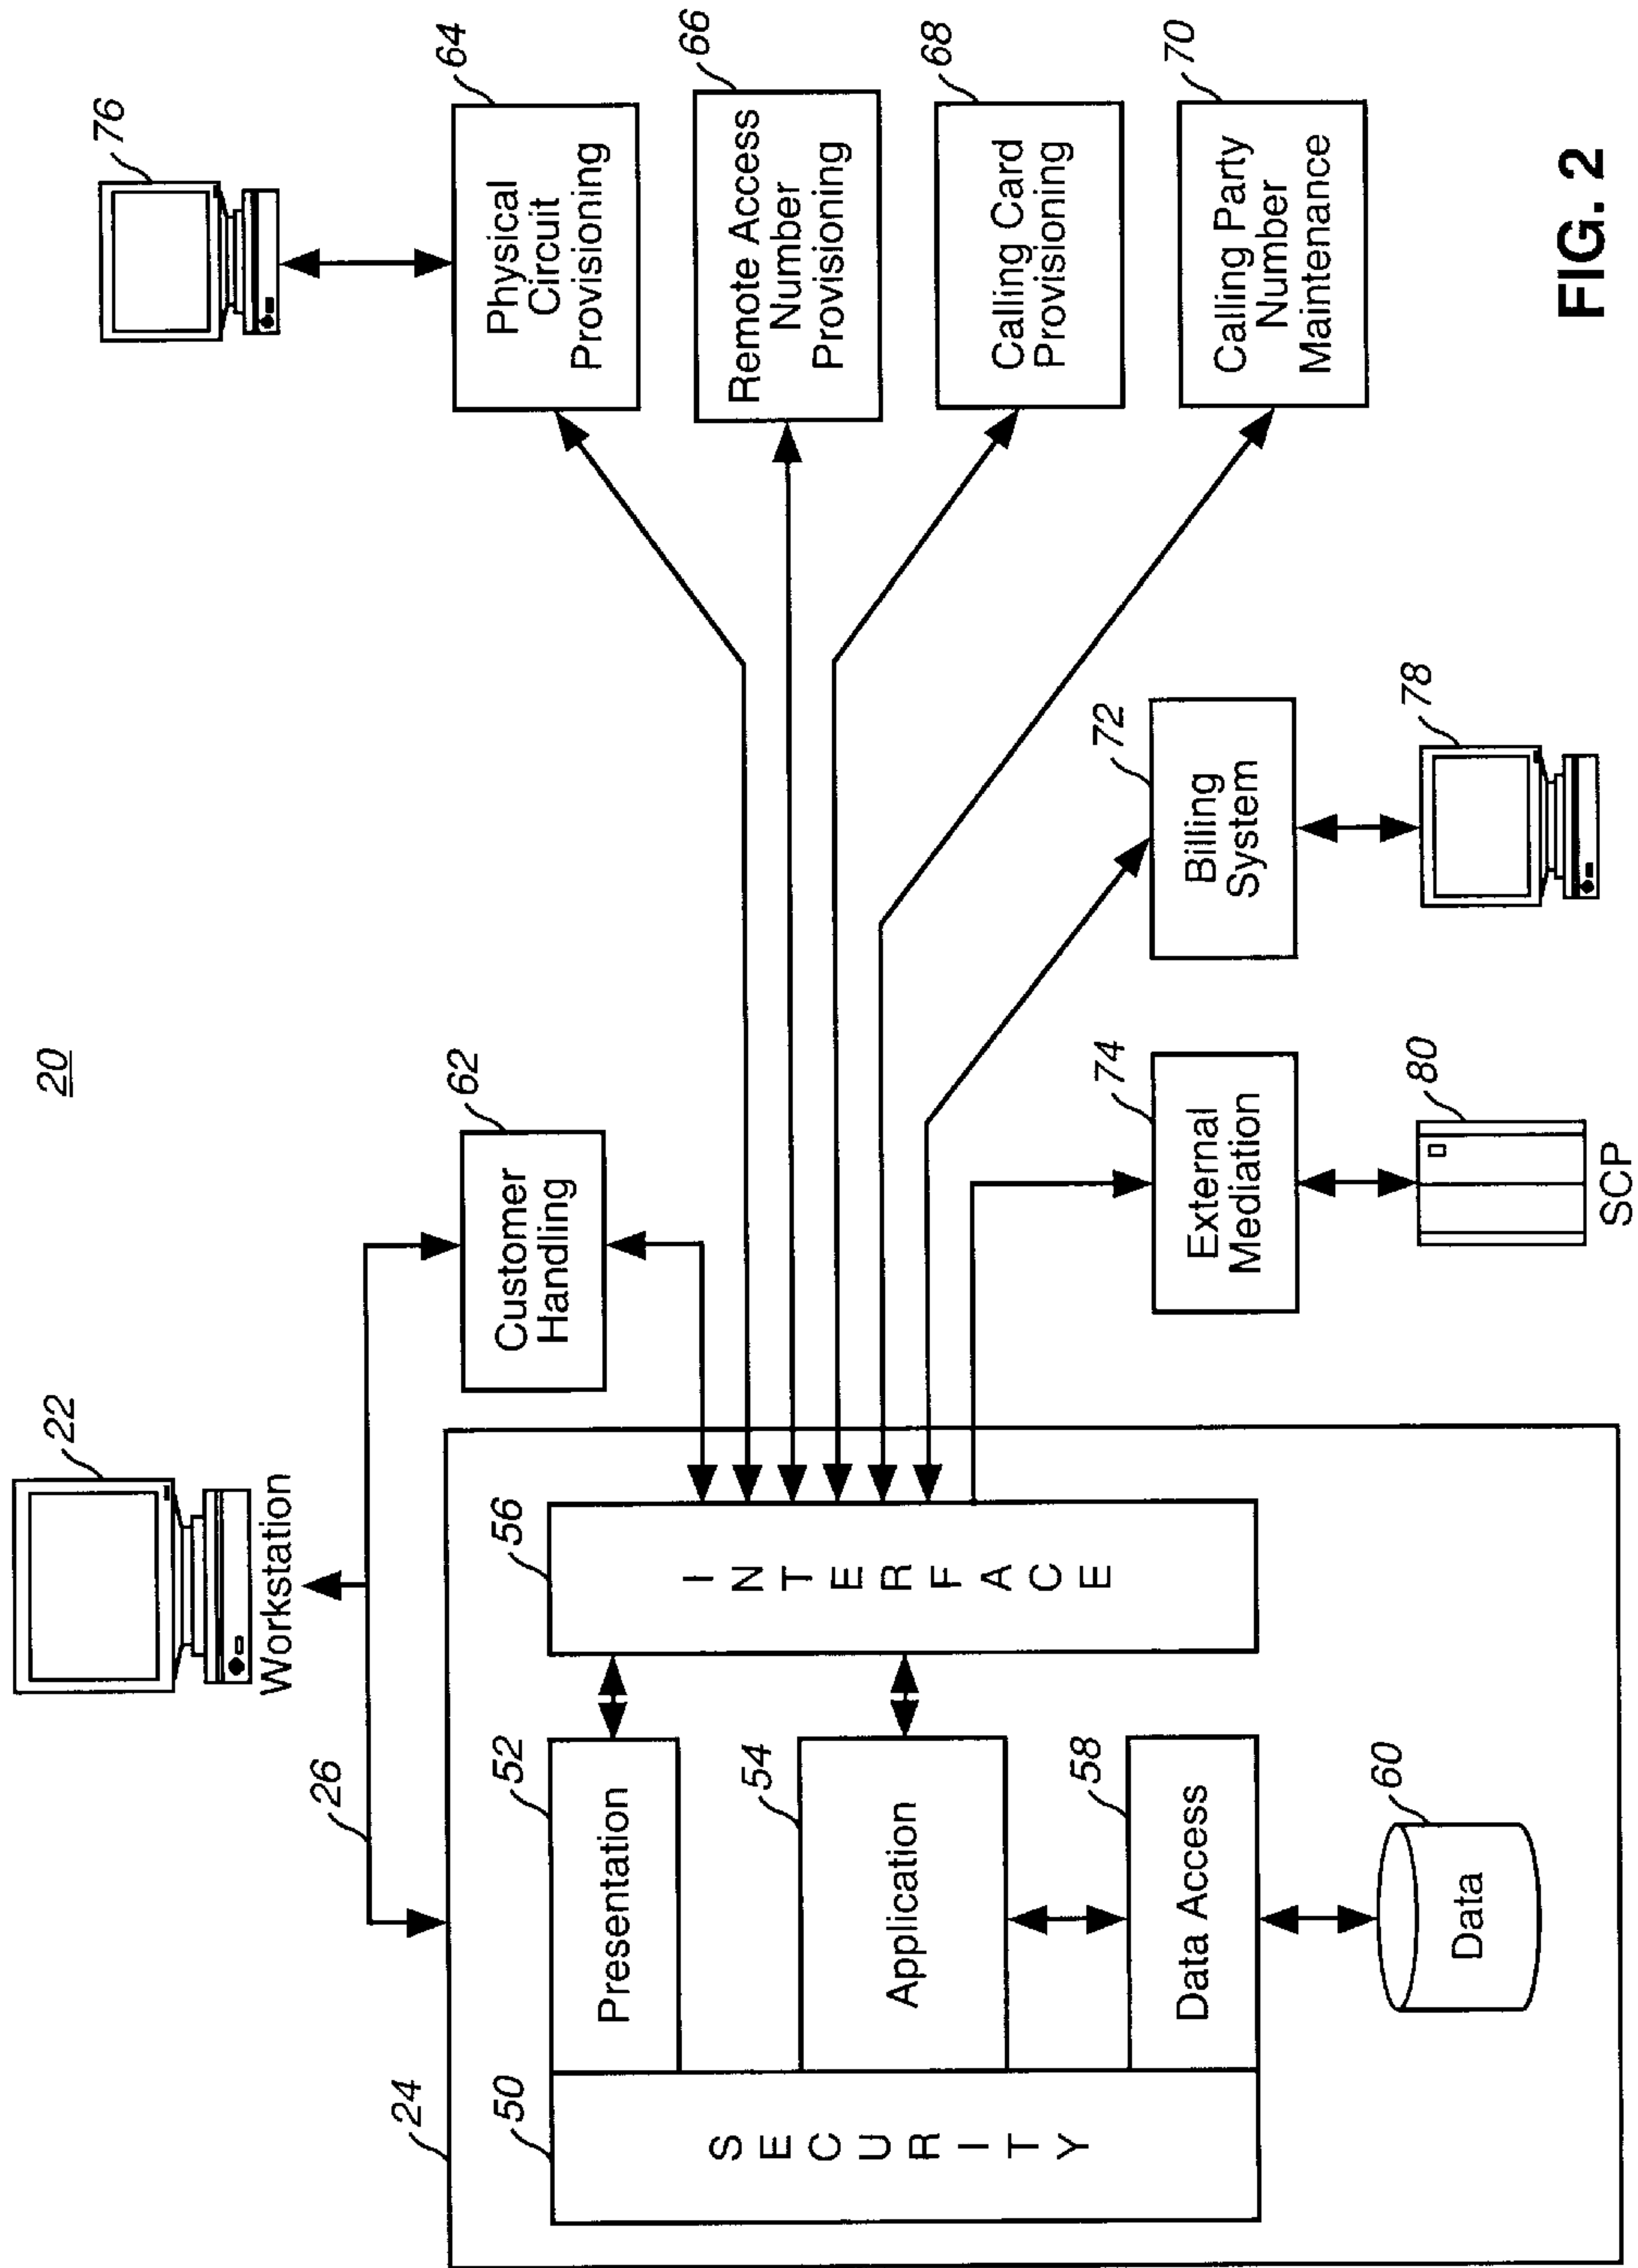 20
22
Workstation
26
24
62
Customer
Handling
50
SECURITY
52
Presentation
54
Application
58
Data Access
60
Data
56
INTERFACE
76
64
Physical
Circuit
Provisioning
66
Remote Access
Number
Provisioning
68
Calling Card
Provisioning
70
Calling Party
Number
Maintenance
72
Billing
System
78
74
External
Mediation
80
SCP
FIG. 2